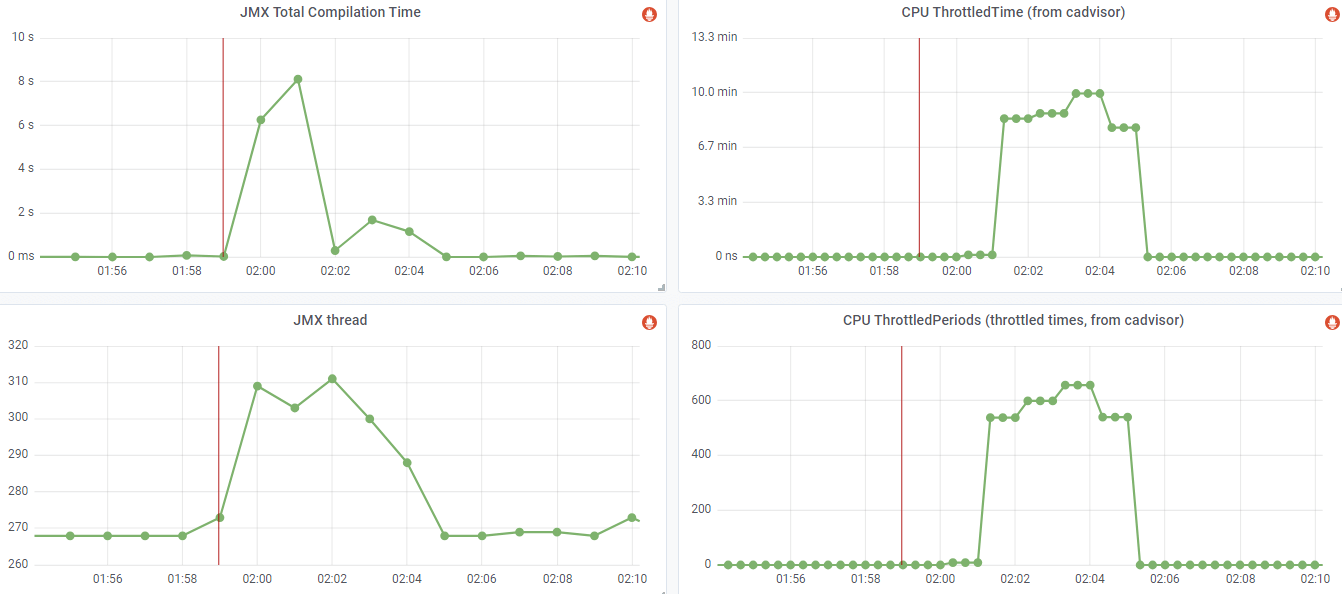 JMX Total Compilation Time
10 s
8 s
6 s
4 s
2 s
0 ms
01:56 01:58 02:00 02:02 02:04 02:06 02:08 02:10
CPU ThrottledTime (from cadvisor)
13.3 min
10.0 min
6.7 min
3.3 min
0 ns
01:56 01:58 02:00 02:02 02:04 02:06 02:08 02:10
JMX thread
320
310
300
290
280
270
260
01:56 01:58 02:00 02:02 02:04 02:06 02:08 02:10
CPU ThrottledPeriods (throttled times, from cadvisor)
800
600
400
200
0
01:56 01:58 02:00 02:02 02:04 02:06 02:08 02:10